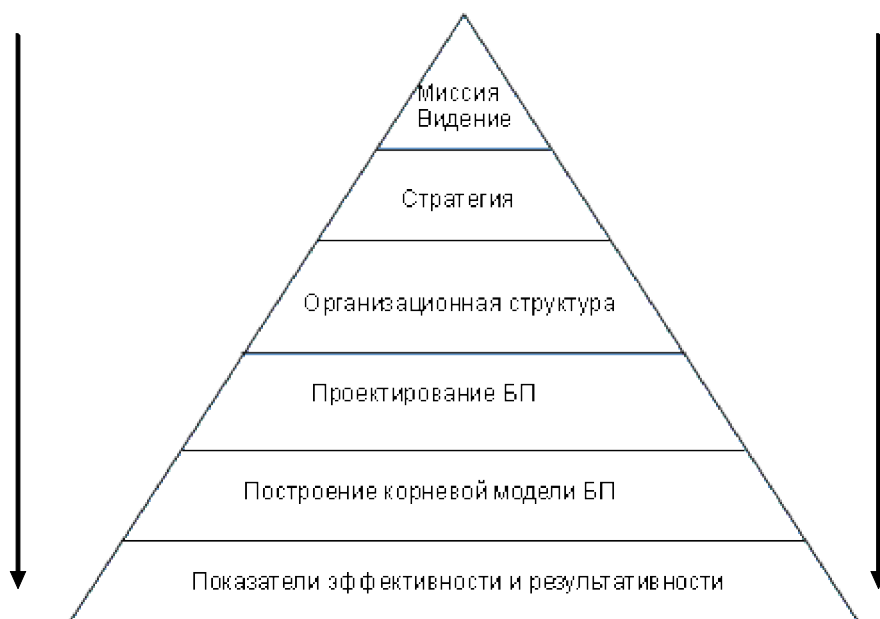 Миссия
Видение
Стратегия
Организационная структура
Проектирование БП
Построение корневой модели БП
Показатели эффективности и результативности